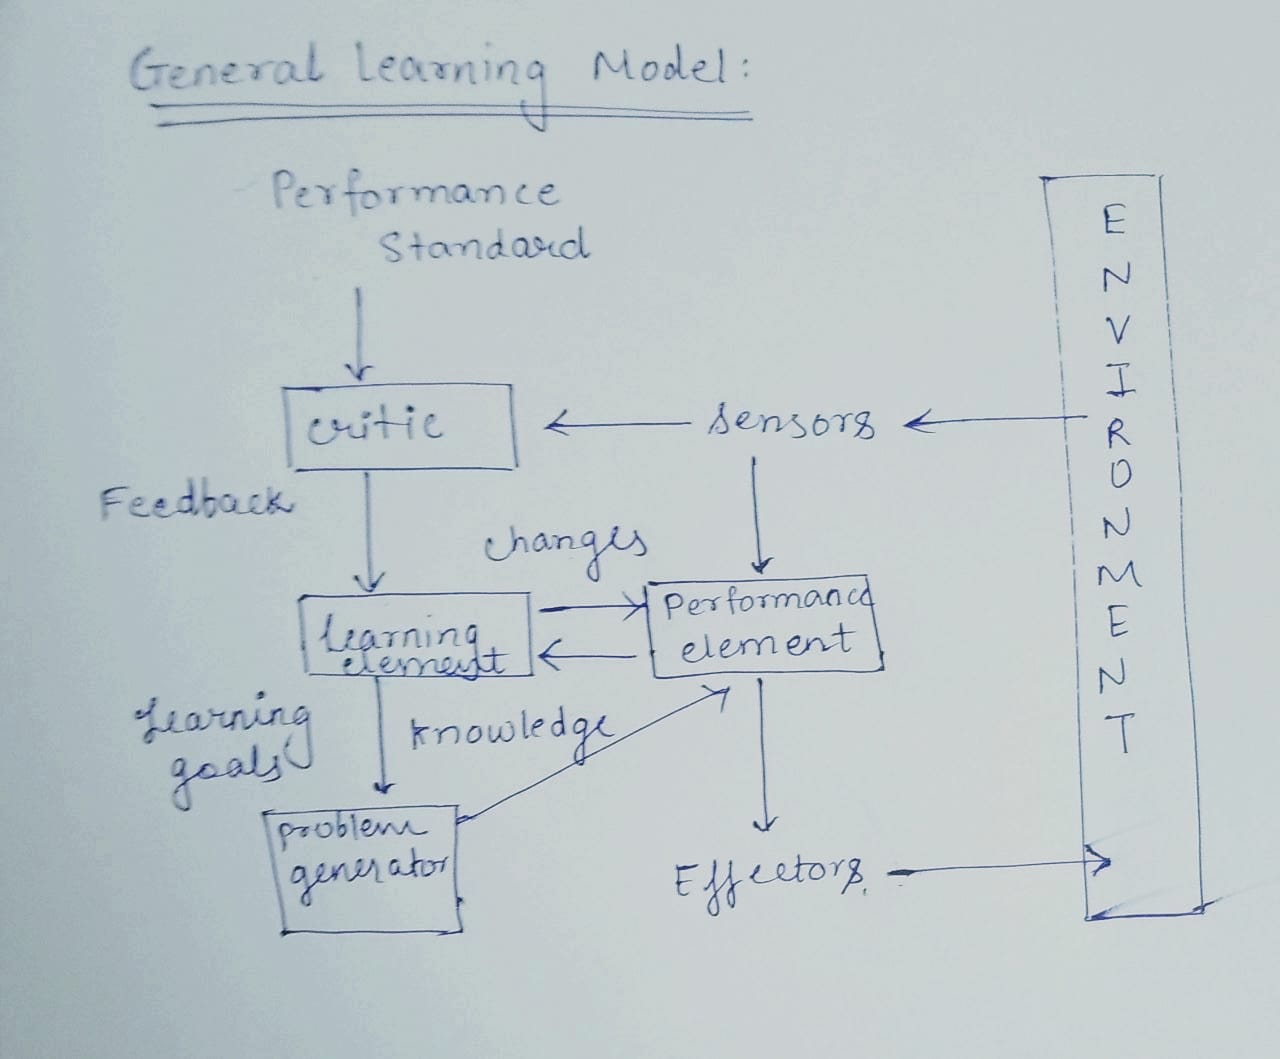 General Learning Model:
Performance
Standard
critic
sensors
Feedback
changes
learning
element
Performance
element
Learning
goals
knowledge
problem
generator
Effectors
E
N
V
I
R
O
N
M
E
N
T